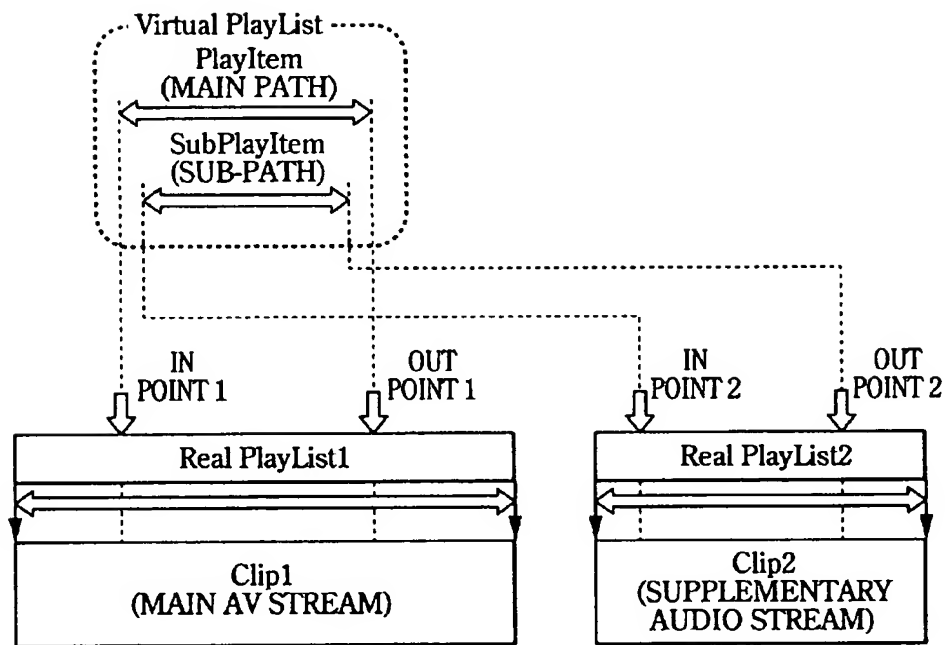 Virtual PlayList
PlayItem
(MAIN PATH)
SubPlayItem
(SUB-PATH)
IN
POINT 1
OUT
POINT 1
IN
POINT 2
OUT
POINT 2
Real PlayList1
Real PlayList2
Clip1
(MAIN AV STREAM)
Clip2
(SUPPLEMENTARY
AUDIO STREAM)